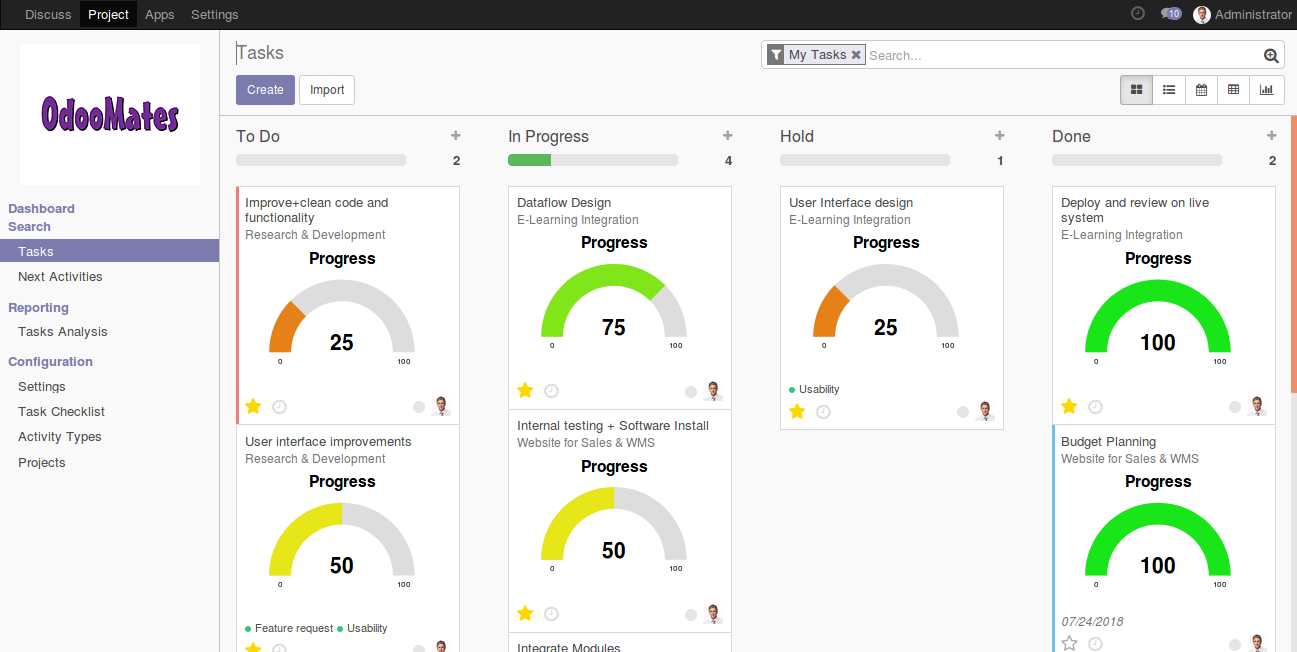 Discuss Project Apps Settings 10 Administrator
OdooMates
Dashboard
Search
Tasks
Next Activities
Reporting
Tasks Analysis
Configuration
Settings
Task Checklist
Activity Types
Projects
Tasks
My Tasks Search...
Create Import
To Do
2
Improve+clean code and
functionality
Research & Development
Progress
25
0 100
User interface improvements
Research & Development
Progress
50
0 100
Feature request Usability
In Progress
4
Dataflow Design
E-Learning Integration
Progress
75
0 100
Internal testing + Software Install
Website for Sales & WMS
Progress
50
0 100
Integrate Modules
Hold
1
User Interface design
E-Learning Integration
Progress
25
0 100
Usability
Done
2
Deploy and review on live
system
E-Learning Integration
Progress
100
0 100
Budget Planning
Website for Sales & WMS
Progress
100
0 100
07/24/2018